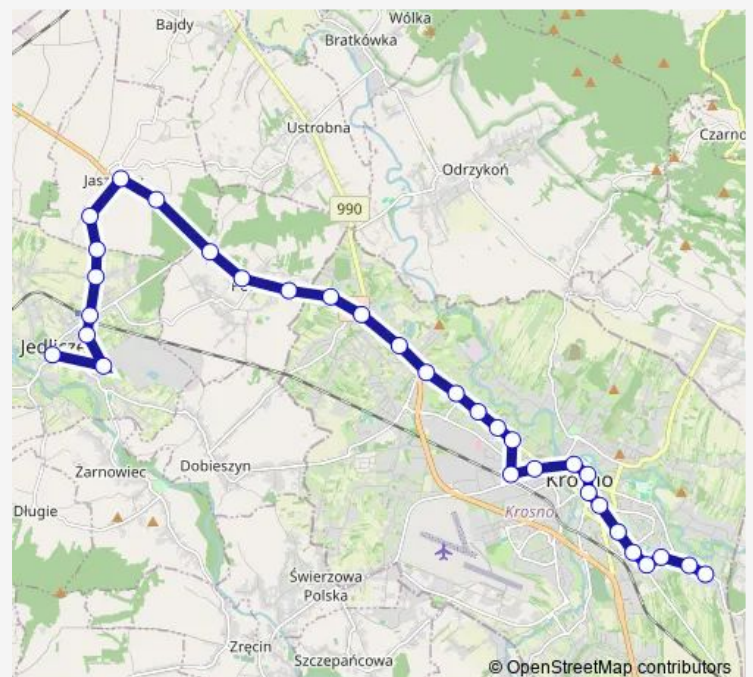 Wólka
Bajdy
Bratkówka
Ustrobna
Czarno
Odrzykoń
990
Jedlicze
Krosno
Żarnowiec
Dobieszyn
Długie
Krosno
Świerzowa
Polska
Zręcin
Szczepańcowa
© OpenStreetMap contributors